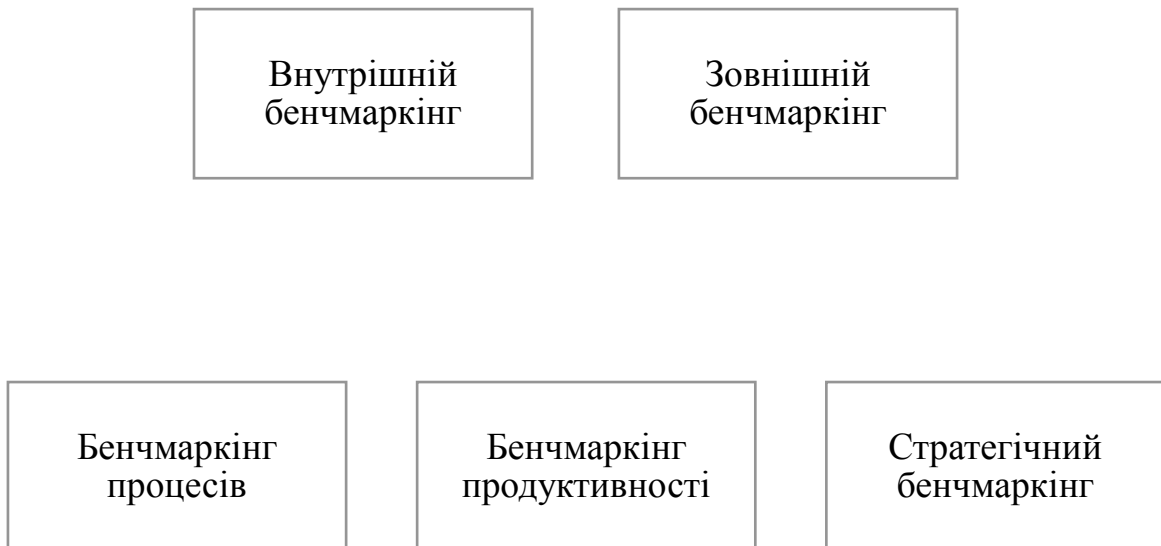 Внутрішній
бенчмаркінг
Зовнішній
бенчмаркінг
Бенчмаркінг
процесів
Бенчмаркінг
продуктивності
Стратегічний
бенчмаркінг